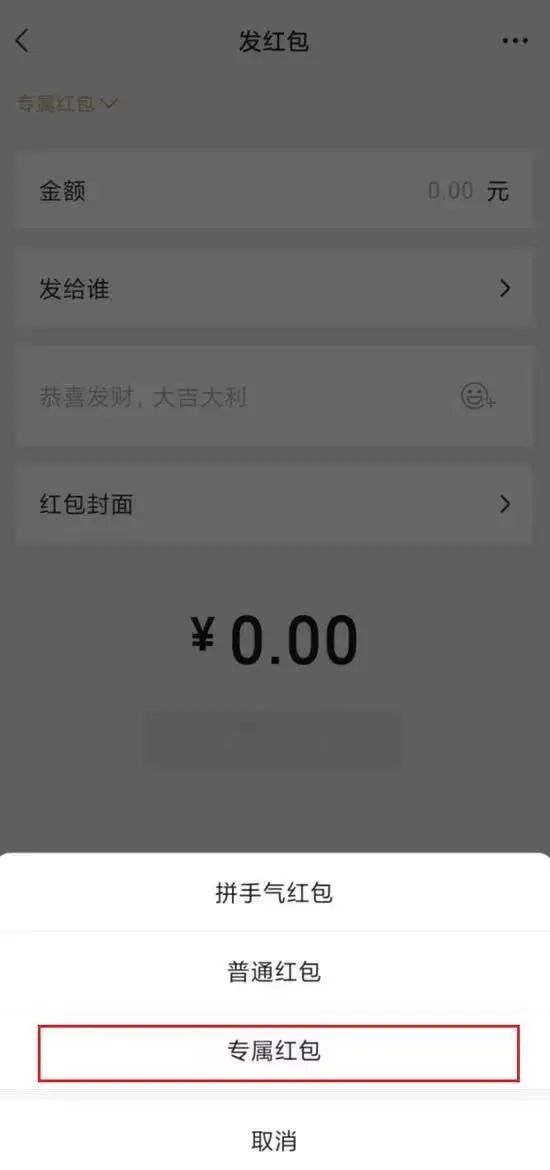 发红包
专属红包
金额 0.00 元
发给谁
恭喜发财，大吉大利
红包封面
¥ 0.00
拼手气红包
普通红包
专属红包
取消